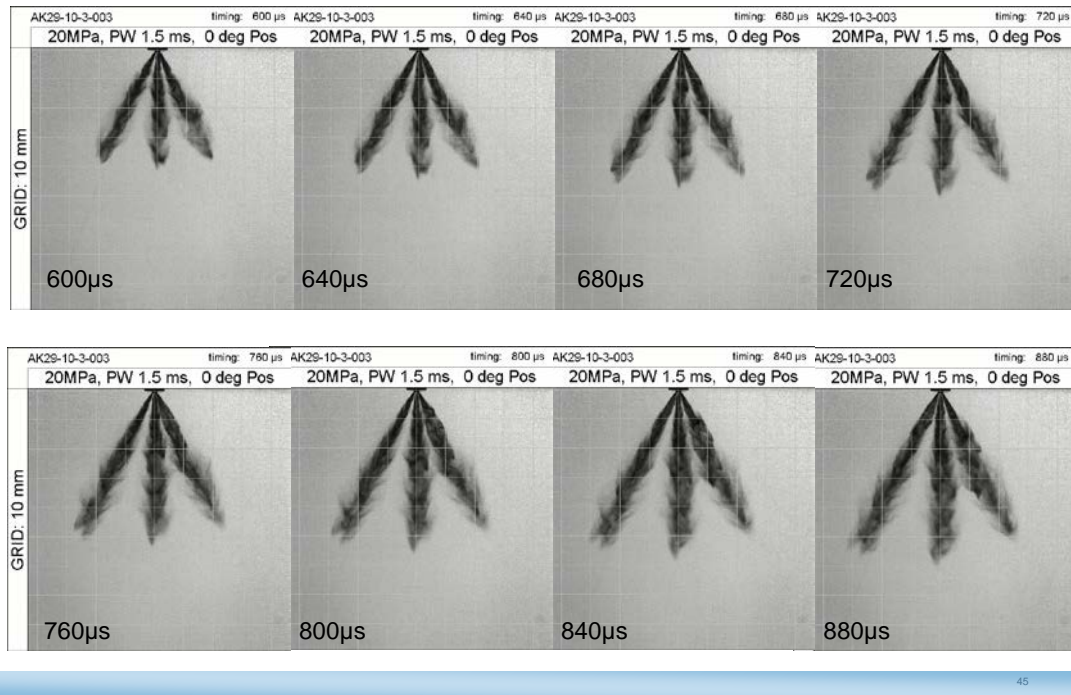 AK29-10-3-003 timing: 600 µs AK29-10-3-003 timing: 640 µs AK29-10-3-003 timing: 680 µs AK29-10-3-003 timing: 720 µs
20MPa, PW 1.5 ms, 0 deg Pos 20MPa, PW 1.5 ms, 0 deg Pos 20MPa, PW 1.5 ms, 0 deg Pos 20MPa, PW 1.5 ms, 0 deg Pos
GRID: 10 mm
600µs 640µs 680µs 720µs
AK29-10-3-003 timing: 760 µs AK29-10-3-003 timing: 800 µs AK29-10-3-003 timing: 840 µs AK29-10-3-003 timing: 880 µs
20MPa, PW 1.5 ms, 0 deg Pos 20MPa, PW 1.5 ms, 0 deg Pos 20MPa, PW 1.5 ms, 0 deg Pos 20MPa, PW 1.5 ms, 0 deg Pos
GRID: 10 mm
760µs 800µs 840µs 880µs
45